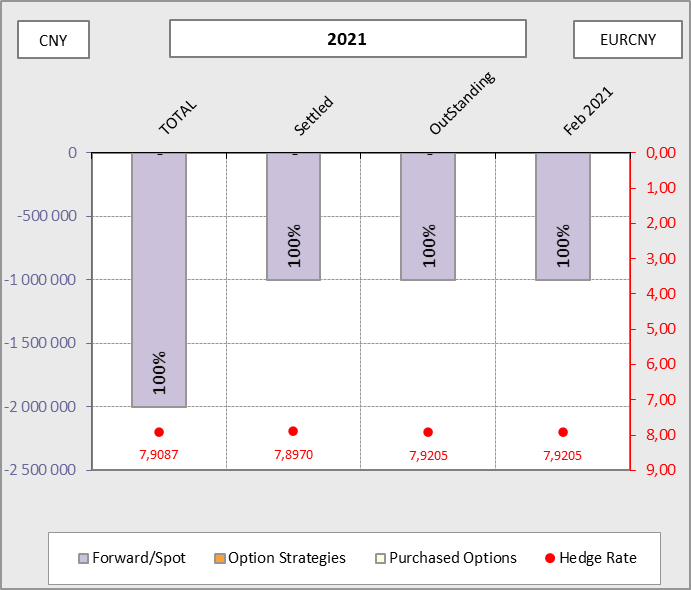 CNY 2021 EURCNY
TOTAL Settled OutStanding Feb 2021
0 - - - 0,00
1,00
-500 000 2,00
100% 100% 100%
3,00
-1 000 000 4,00
5,00
-1 500 000
100% 6,00
-2 000 000 7,00
8,00
7,9087 7,8970 7,9205 7,9205
-2 500 000 9,00
Forward/Spot Option Strategies Purchased Options Hedge Rate